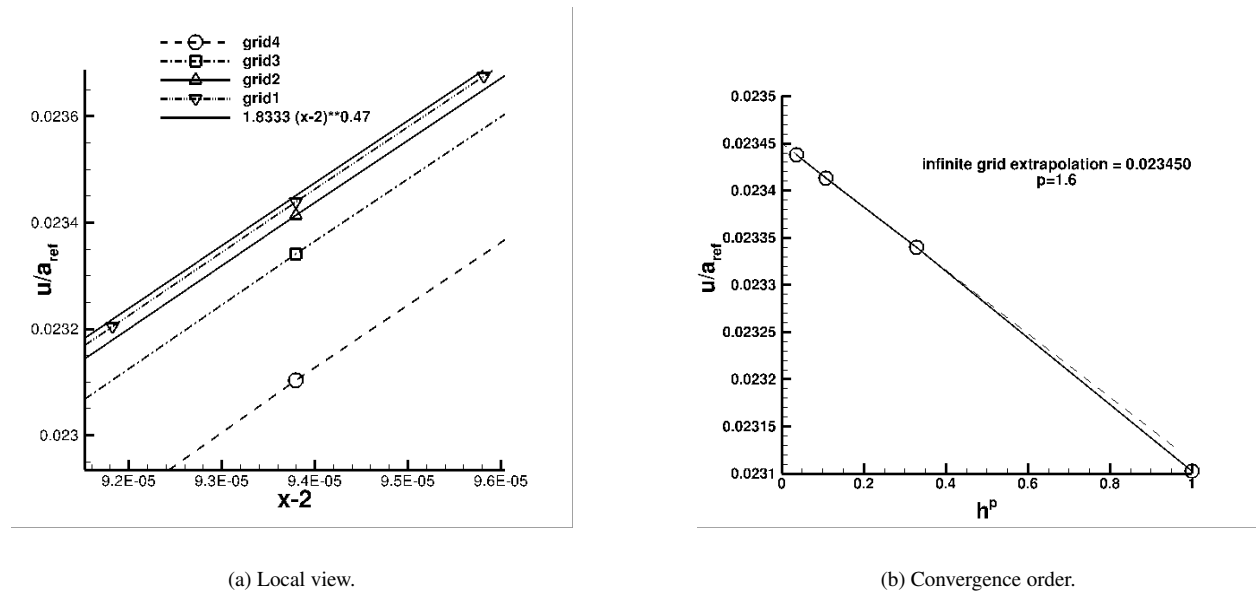 grid4
grid3
grid2
grid1
1.8333 (x-2)**0.47
0.0236
0.0234
0.0232
0.023
u/a_ref
9.2E-05 9.3E-05 9.4E-05 9.5E-05 9.6E-05
x-2
(a) Local view.
0.0235
0.02345
0.0234
0.02335
0.0233
0.02325
0.0232
0.02315
0.0231
u/a_ref
infinite grid extrapolation = 0.023450
p=1.6
0 0.2 0.4 0.6 0.8 1
h^p
(b) Convergence order.